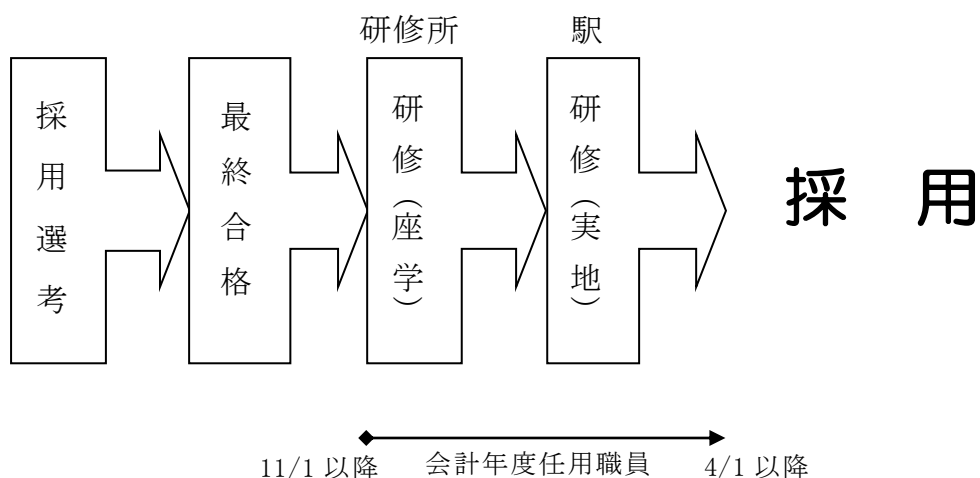 研修所
駅
採用選考
最終合格
研修（座学）
研修（実地）
採 用
11/1 以降
会計年度任用職員
4/1 以降